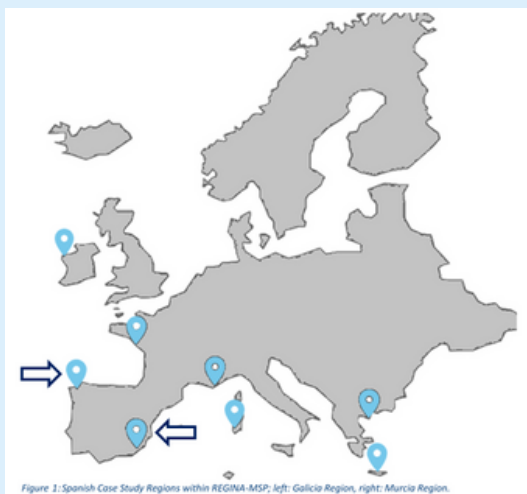 Figure 1: Spanish Case Study Regions within REGINA-MSP; left: Galicia Region, right: Murcia Region.